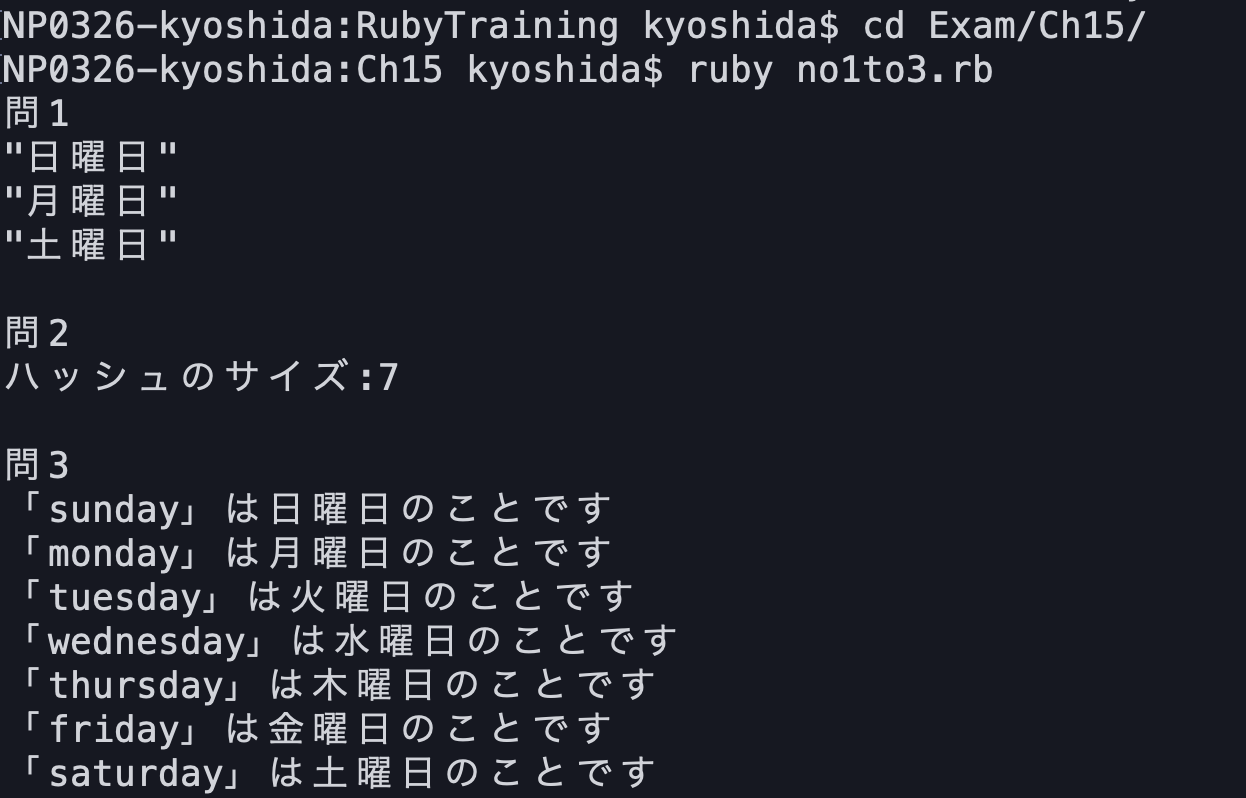 NP0326-kyoshida:RubyTraining kyoshida$ cd Exam/Ch15/
NP0326-kyoshida:Ch15 kyoshida$ ruby no1to3.rb
問1
"日曜日"
"月曜日"
"土曜日"
問2
ハッシュのサイズ:7
問3
「sunday」は日曜日のことです
「monday」は月曜日のことです
「tuesday」は火曜日のことです
「wednesday」は水曜日のことです
「thursday」は木曜日のことです
「friday」は金曜日のことです
「saturday」は土曜日のことです